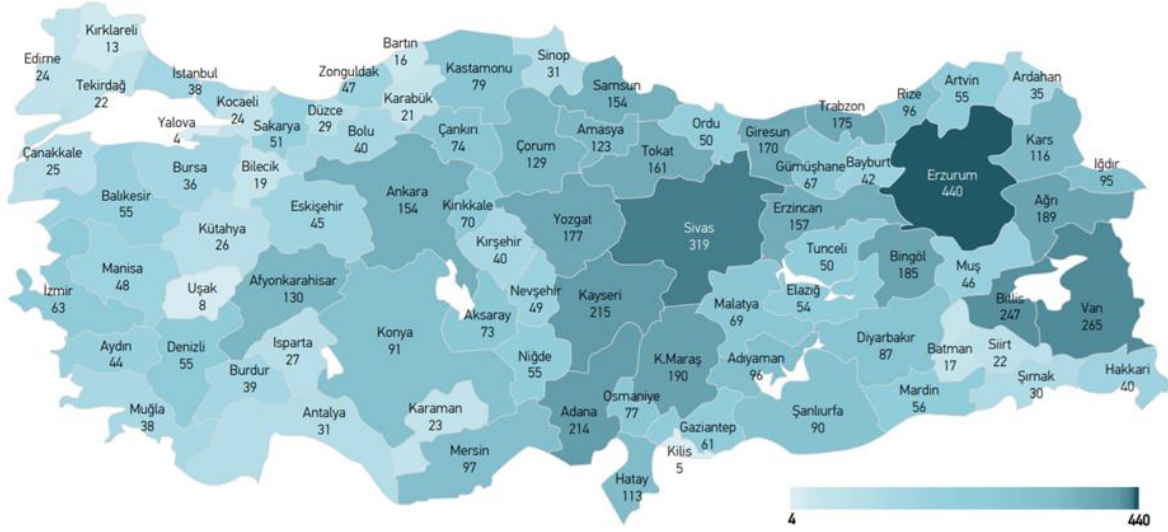 Kırklareli
13
Edirne
24
Tekirdağ
22
İstanbul
38
Kocaeli
24
Yalova
4
Sakarya
51
Düzce
29
Zonguldak
47
Bartın
16
Karabük
21
Bolu
40
Kastamonu
79
Çankırı
74
Sinop
31
Samsun
154
Çorum
129
Amasya
123
Tokat
161
Ordu
50
Giresun
170
Trabzon
175
Gümüşhane
67
Bayburt
42
Rize
96
Artvin
55
Ardahan
35
Kars
116
Iğdır
95
Erzurum
440
Ağrı
189
Çanakkale
25
Balıkesir
55
Bursa
36
Bilecik
19
Eskişehir
45
Kütahya
26
Ankara
154
Kırıkkale
70
Kırşehir
40
Yozgat
177
Sivas
319
Erzincan
157
Tunceli
50
Bingöl
185
Muş
46
Bitlis
247
Van
265
Manisa
48
İzmir
63
Uşak
8
Afyonkarahisar
130
Konya
91
Aksaray
73
Nevşehir
49
Kayseri
215
Malatya
69
Elazığ
54
Diyarbakır
87
Batman
17
Siirt
22
Şırnak
30
Hakkari
40
Aydın
44
Denizli
55
Burdur
39
Isparta
27
Niğde
55
K.Maraş
190
Adıyaman
96
Mardin
56
Şanlıurfa
90
Muğla
38
Antalya
31
Karaman
23
Mersin
97
Adana
214
Osmaniye
77
Gaziantep
61
Kilis
5
Hatay
113
4
440